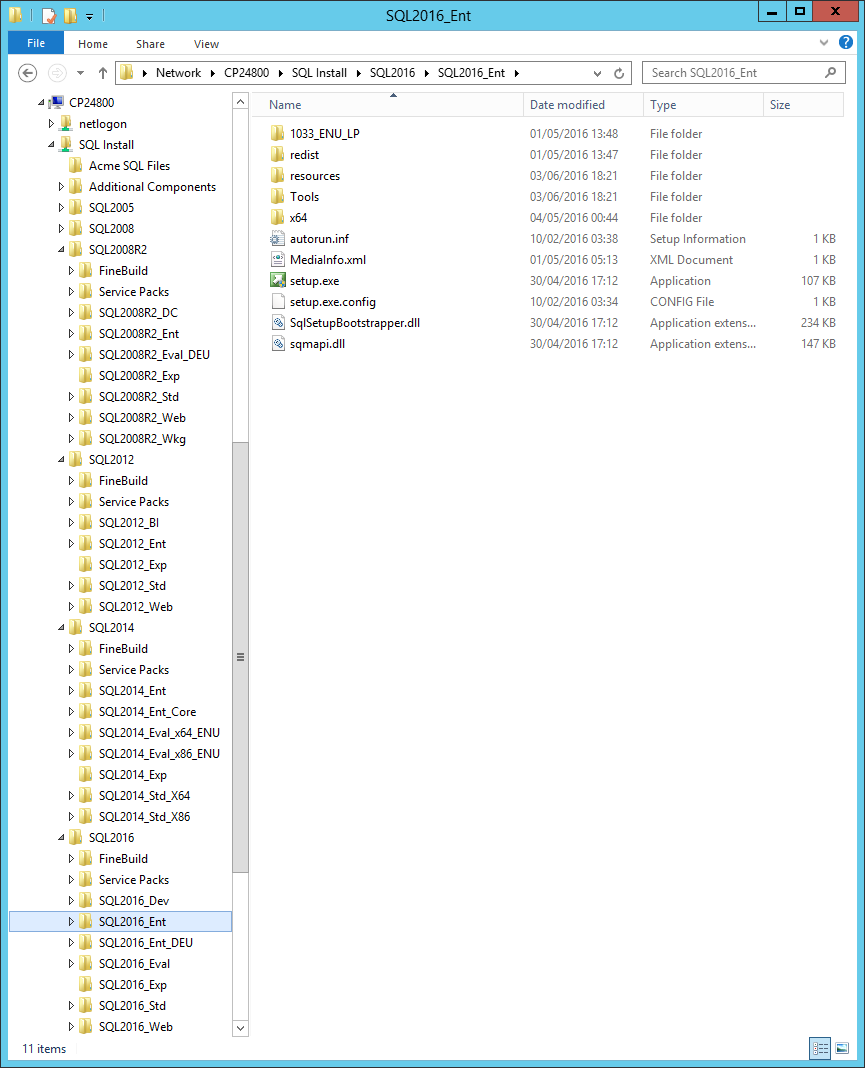 SQL2016_Ent
File Home Share View
Network CP24800 SQL Install SQL2016 SQL2016_Ent Search SQL2016_Ent
CP24800
netlogon
SQL Install
Acme SQL Files
Additional Components
SQL2005
SQL2008
SQL2008R2
FineBuild
Service Packs
SQL2008R2_DC
SQL2008R2_Ent
SQL2008R2_Eval_DEU
SQL2008R2_Exp
SQL2008R2_Std
SQL2008R2_Web
SQL2008R2_Wkg
SQL2012
FineBuild
Service Packs
SQL2012_BI
SQL2012_Ent
SQL2012_Exp
SQL2012_Std
SQL2012_Web
SQL2014
FineBuild
Service Packs
SQL2014_Ent
SQL2014_Ent_Core
SQL2014_Eval_x64_ENU
SQL2014_Eval_x86_ENU
SQL2014_Exp
SQL2014_Std_X64
SQL2014_Std_X86
SQL2016
FineBuild
Service Packs
SQL2016_Dev
SQL2016_Ent
SQL2016_Ent_DEU
SQL2016_Eval
SQL2016_Exp
SQL2016_Std
SQL2016_Web
Name Date modified Type Size
1033_ENU_LP 01/05/2016 13:48 File folder
redist 01/05/2016 13:47 File folder
resources 03/06/2016 18:21 File folder
Tools 03/06/2016 18:21 File folder
x64 04/05/2016 00:44 File folder
autorun.inf 10/02/2016 03:38 Setup Information 1 KB
MediaInfo.xml 01/05/2016 05:13 XML Document 1 KB
setup.exe 30/04/2016 17:12 Application 107 KB
setup.exe.config 10/02/2016 03:34 CONFIG File 1 KB
SqlSetupBootstrapper.dll 30/04/2016 17:12 Application extens... 234 KB
sqmapi.dll 30/04/2016 17:12 Application extens... 147 KB
11 items